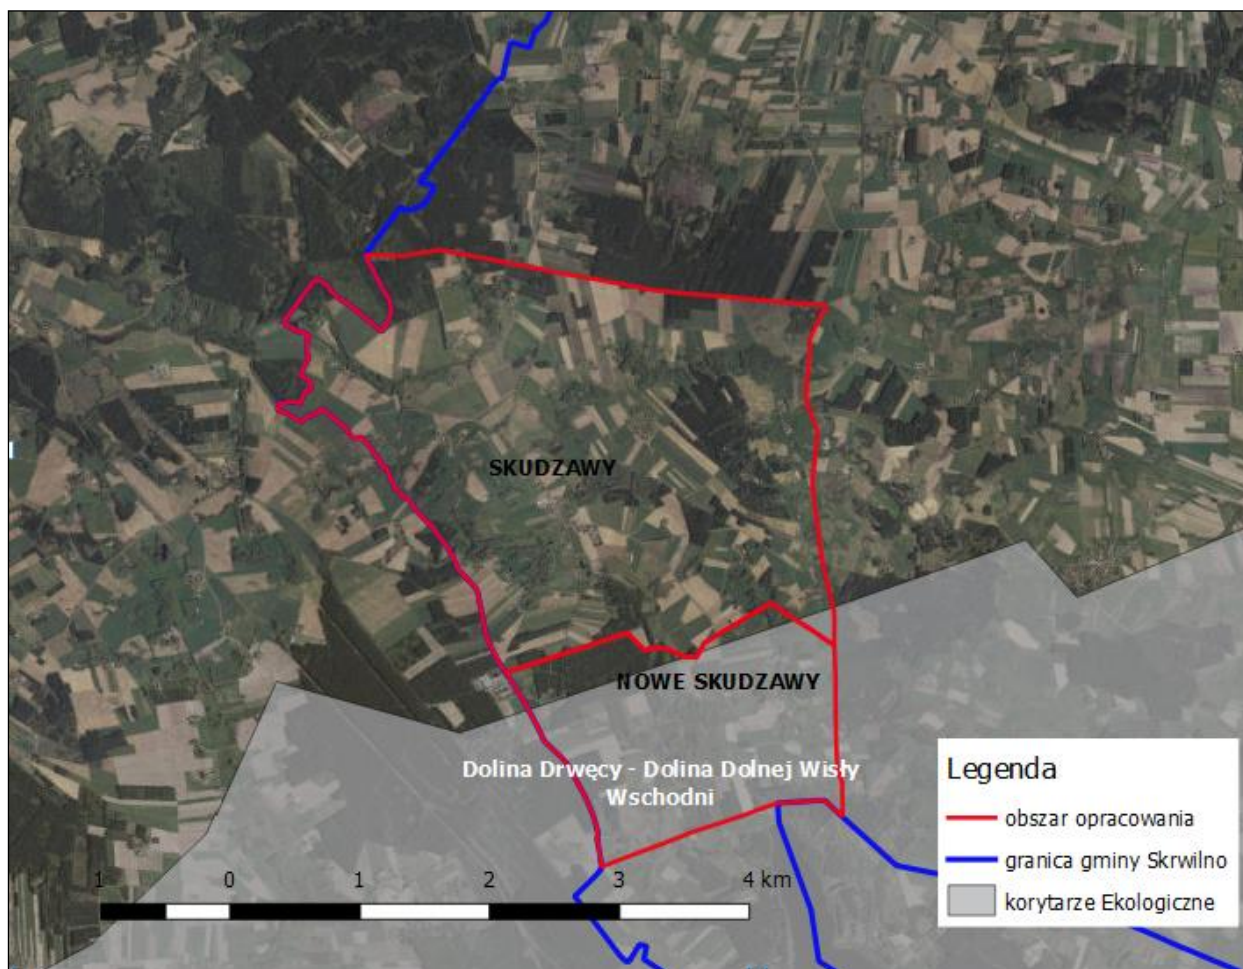 SKUDZAWY
NOWE SKUDZAWY
Dolina Drwęcy - Dolina Dolnej Wisły
Wschodni
Legenda
obszar opracowania
granica gminy Skrwilno
korytarze Ekologiczne
1 0 1 2 3 4 km